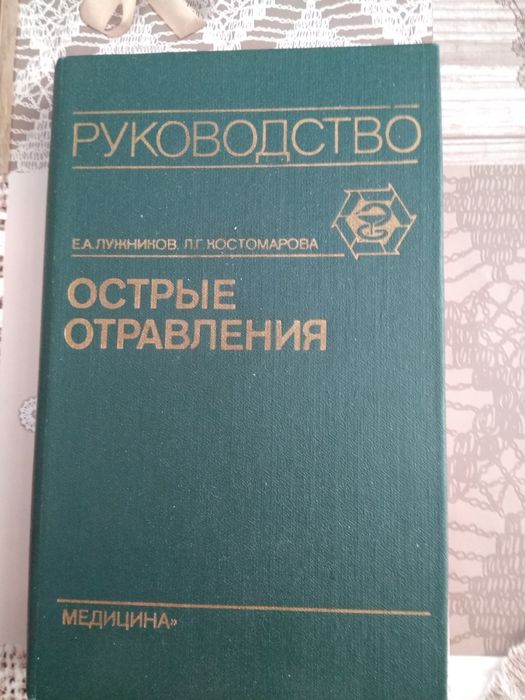 РУКОВОДСТВО
Е.А.ЛУЖНИКОВ, Л.Г.КОСТОМАРОВА
ОСТРЫЕ
ОТРАВЛЕНИЯ
МЕДИЦИНА»